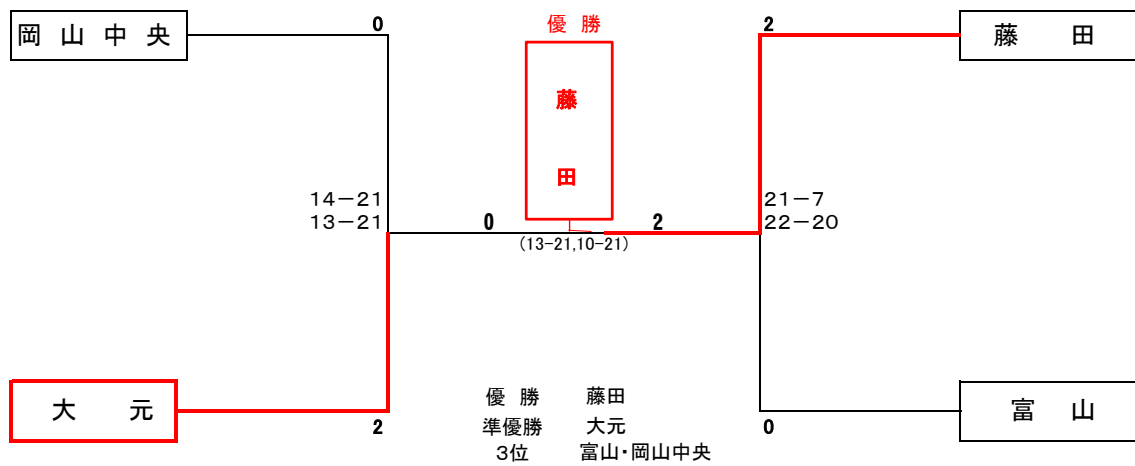 岡山中央
0
優勝
2
藤田
藤
田
14－21
13－21
0
2
21－7
22－20
(13-21,10-21)
大元
2
0
富山
優勝 藤田
準優勝 大元
3位 富山・岡山中央